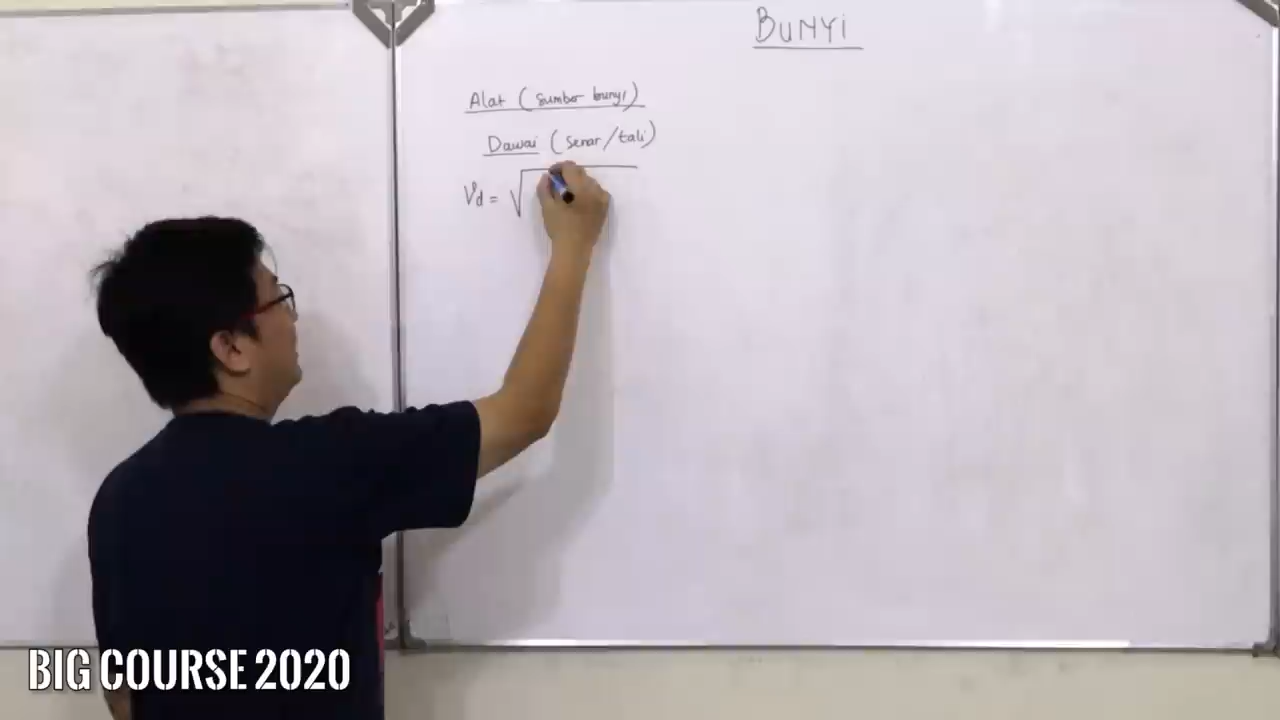 BUNYi
Alat (Sumber bunyi)
Dawai (Senar/tali)
Vd = √
BIG COURSE 2020